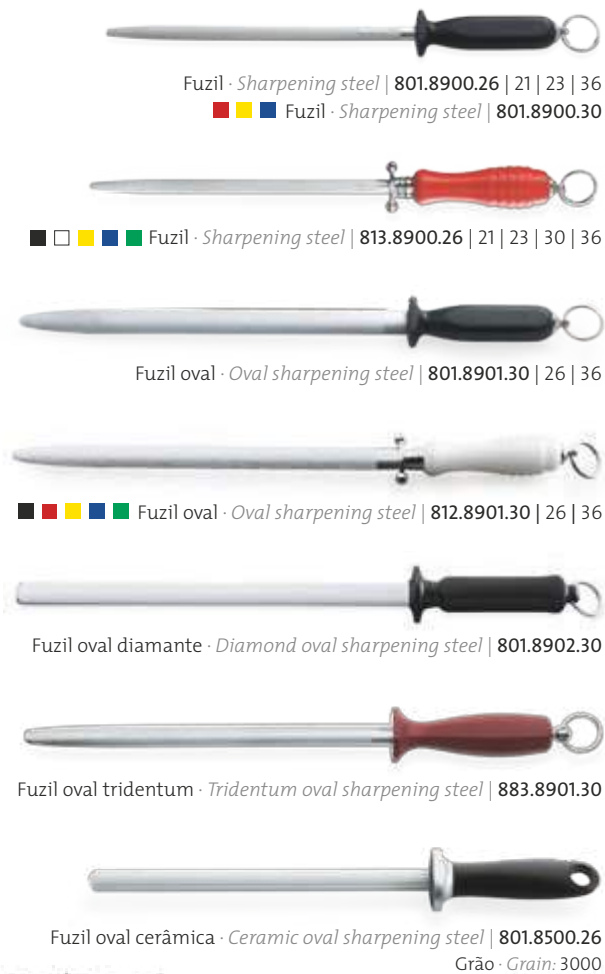 Fuzil · Sharpening steel | 801.8900.26 | 21 | 23 | 36
Fuzil · Sharpening steel | 801.8900.30
Fuzil · Sharpening steel | 813.8900.26 | 21 | 23 | 30 | 36
Fuzil oval · Oval sharpening steel | 801.8901.30 | 26 | 36
Fuzil oval · Oval sharpening steel | 812.8901.30 | 26 | 36
Fuzil oval diamante · Diamond oval sharpening steel | 801.8902.30
Fuzil oval tridentum · Tridentum oval sharpening steel | 883.8901.30
Fuzil oval cerâmica · Ceramic oval sharpening steel | 801.8500.26
Grão · Grain: 3000